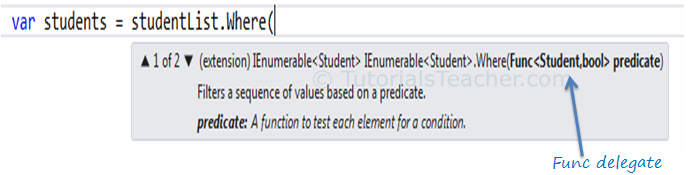 var students = studentList.Where(
▲ 1 of 2 ▼ (extension) IEnumerable<Student> IEnumerable<Student>.Where(Func<Student,bool> predicate)
© TutorialsTeacher.com
Filters a sequence of values based on a predicate.
predicate: A function to test each element for a condition.
Func delegate